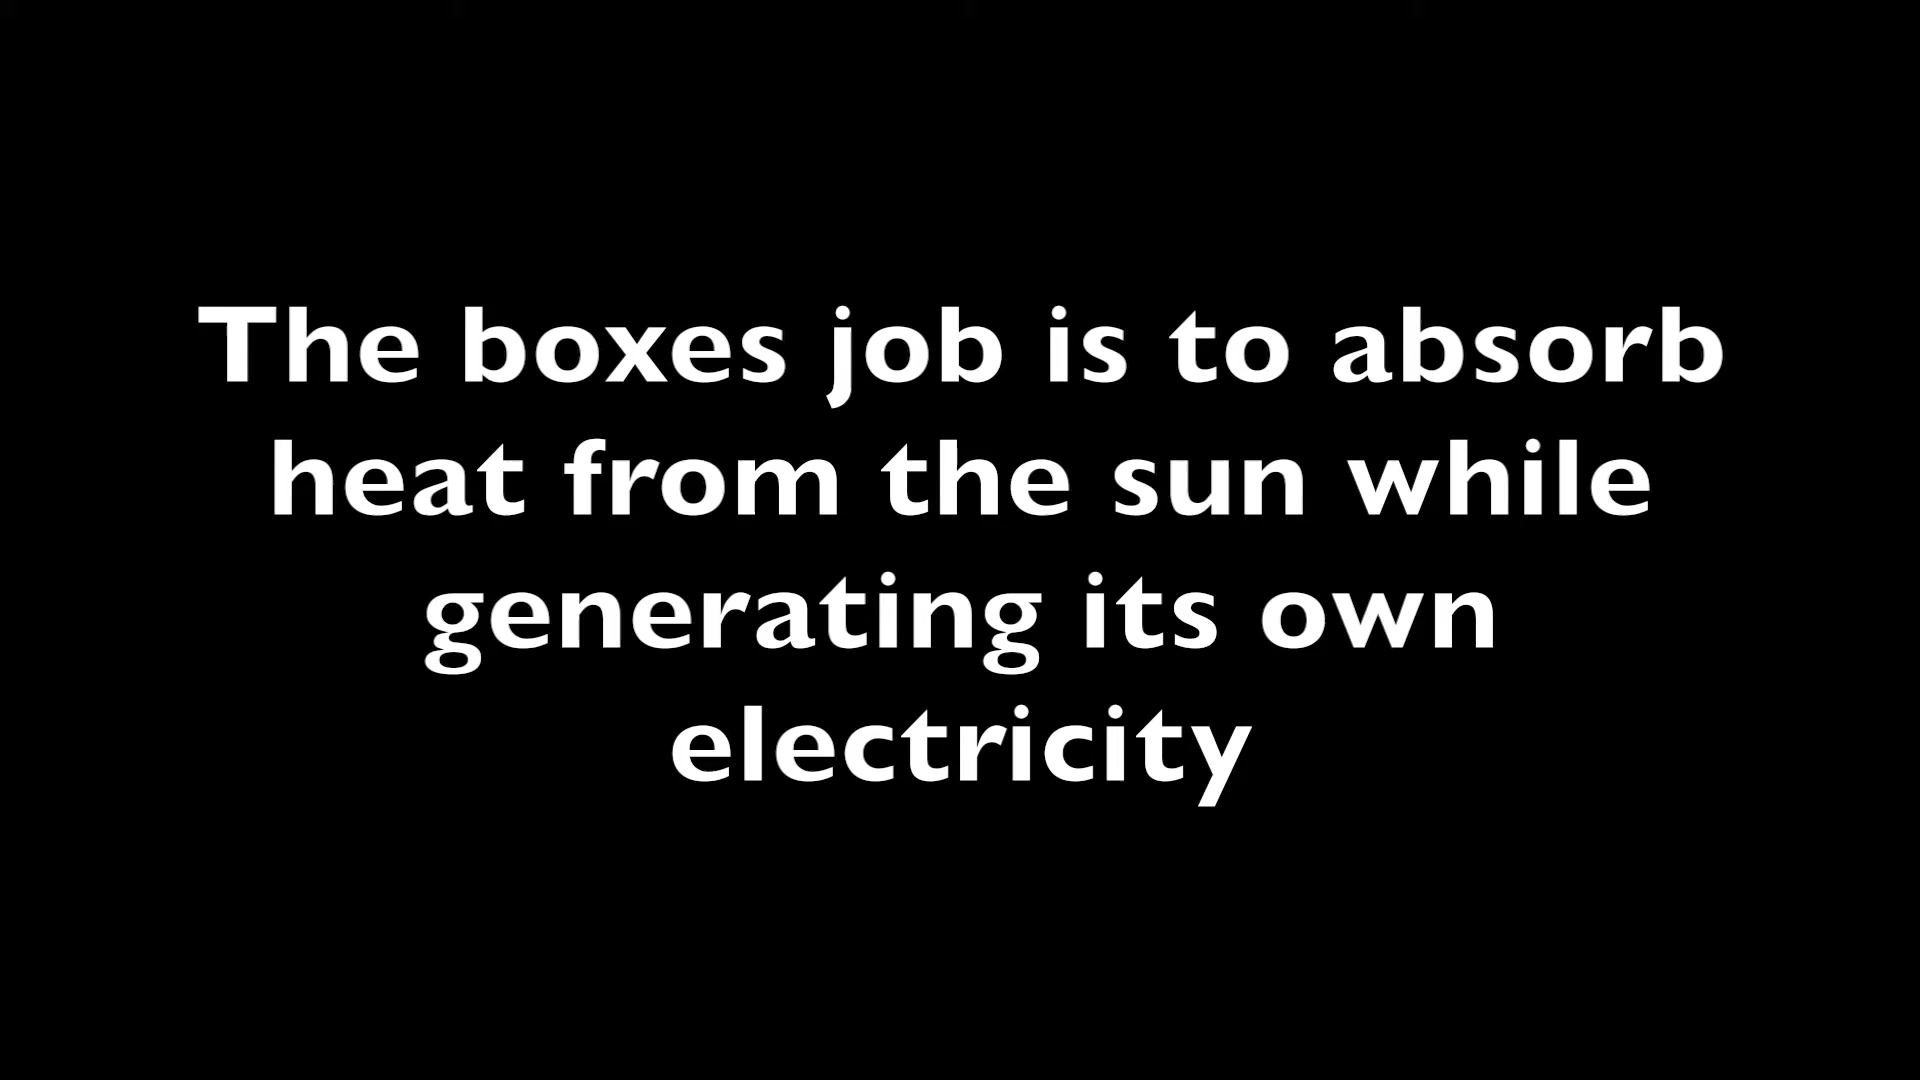 The boxes job is to absorb
heat from the sun while
generating its own
electricity